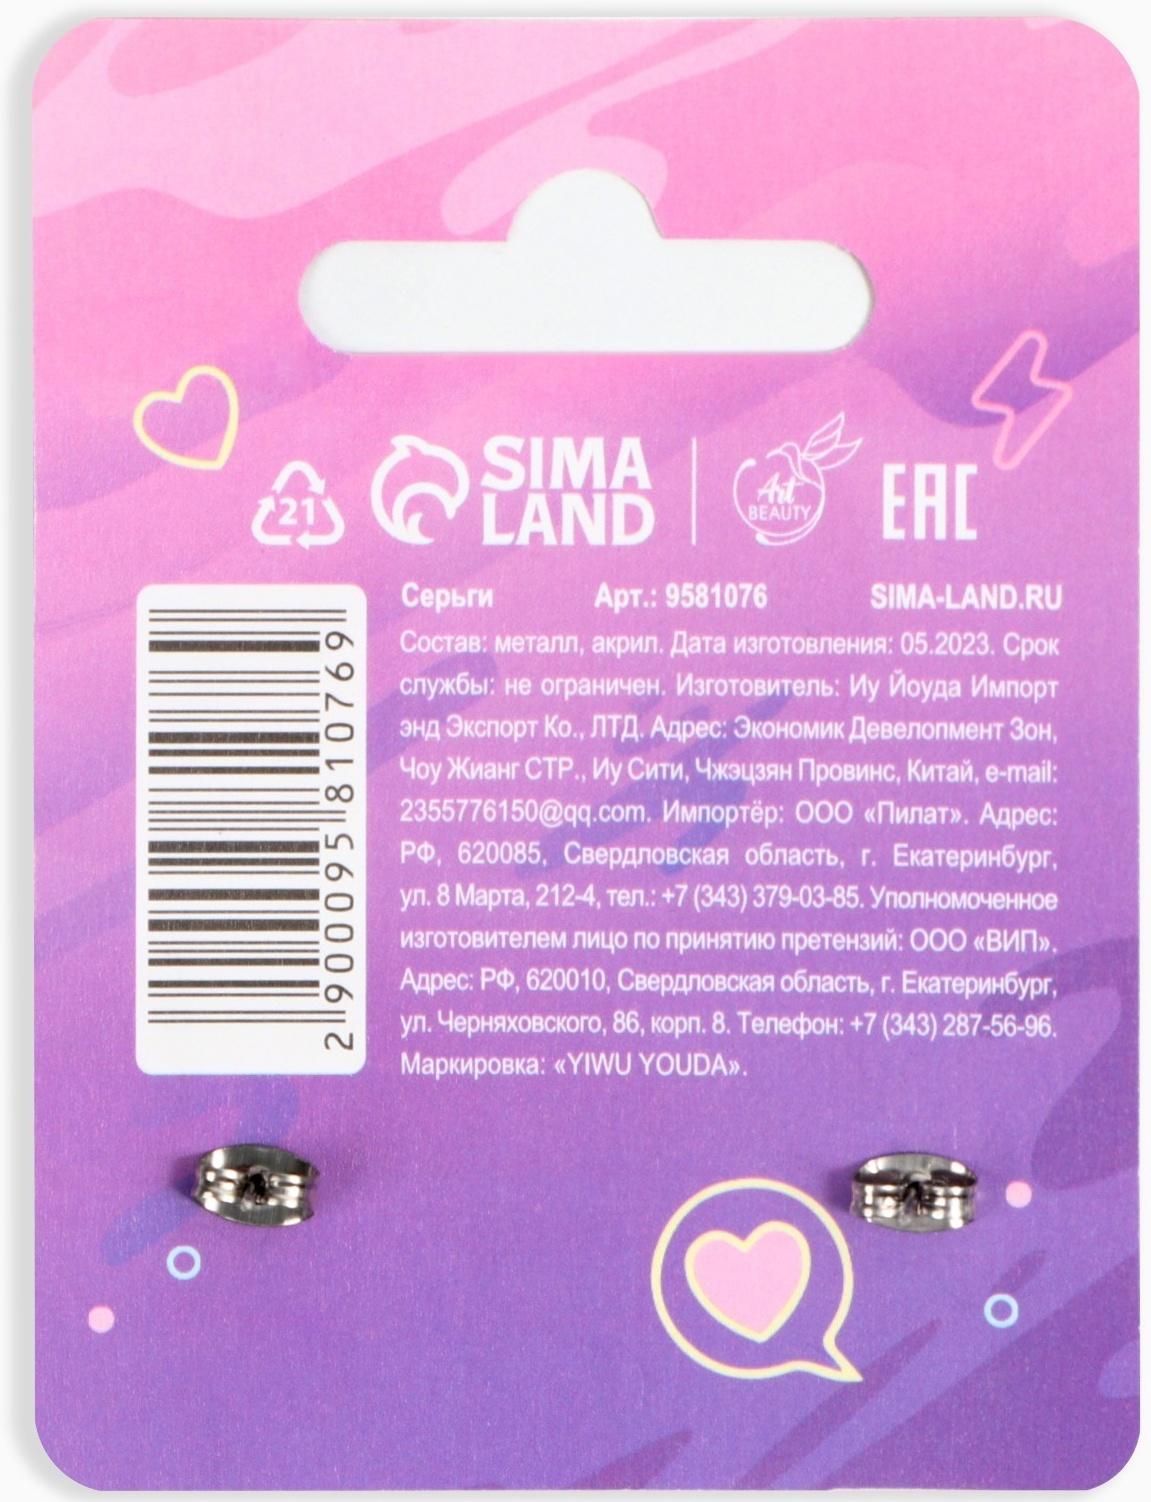 21
SIMA
LAND
Art
BEAUTY
EAC
Серьги Арт.: 9581076 SIMA-LAND.RU
Состав: металл, акрил. Дата изготовления: 05.2023. Срок
службы: не ограничен. Изготовитель: Иу Йоуда Импорт
энд Экспорт Ко., ЛТД. Адрес: Экономик Девелопмент Зон,
Чоу Жианг СТР., Иу Сити, Чжэцзян Провинс, Китай, e-mail:
2355776150@qq.com. Импортёр: ООО «Пилат». Адрес:
РФ, 620085, Свердловская область, г. Екатеринбург,
ул. 8 Марта, 212-4, тел.: +7 (343) 379-03-85. Уполномоченное
изготовителем лицо по принятию претензий: ООО «ВИП».
Адрес: РФ, 620010, Свердловская область, г. Екатеринбург,
ул. Черняховского, 86, корп. 8. Телефон: +7 (343) 287-56-96.
Маркировка: «YIWU YOUDA».
2900095810769